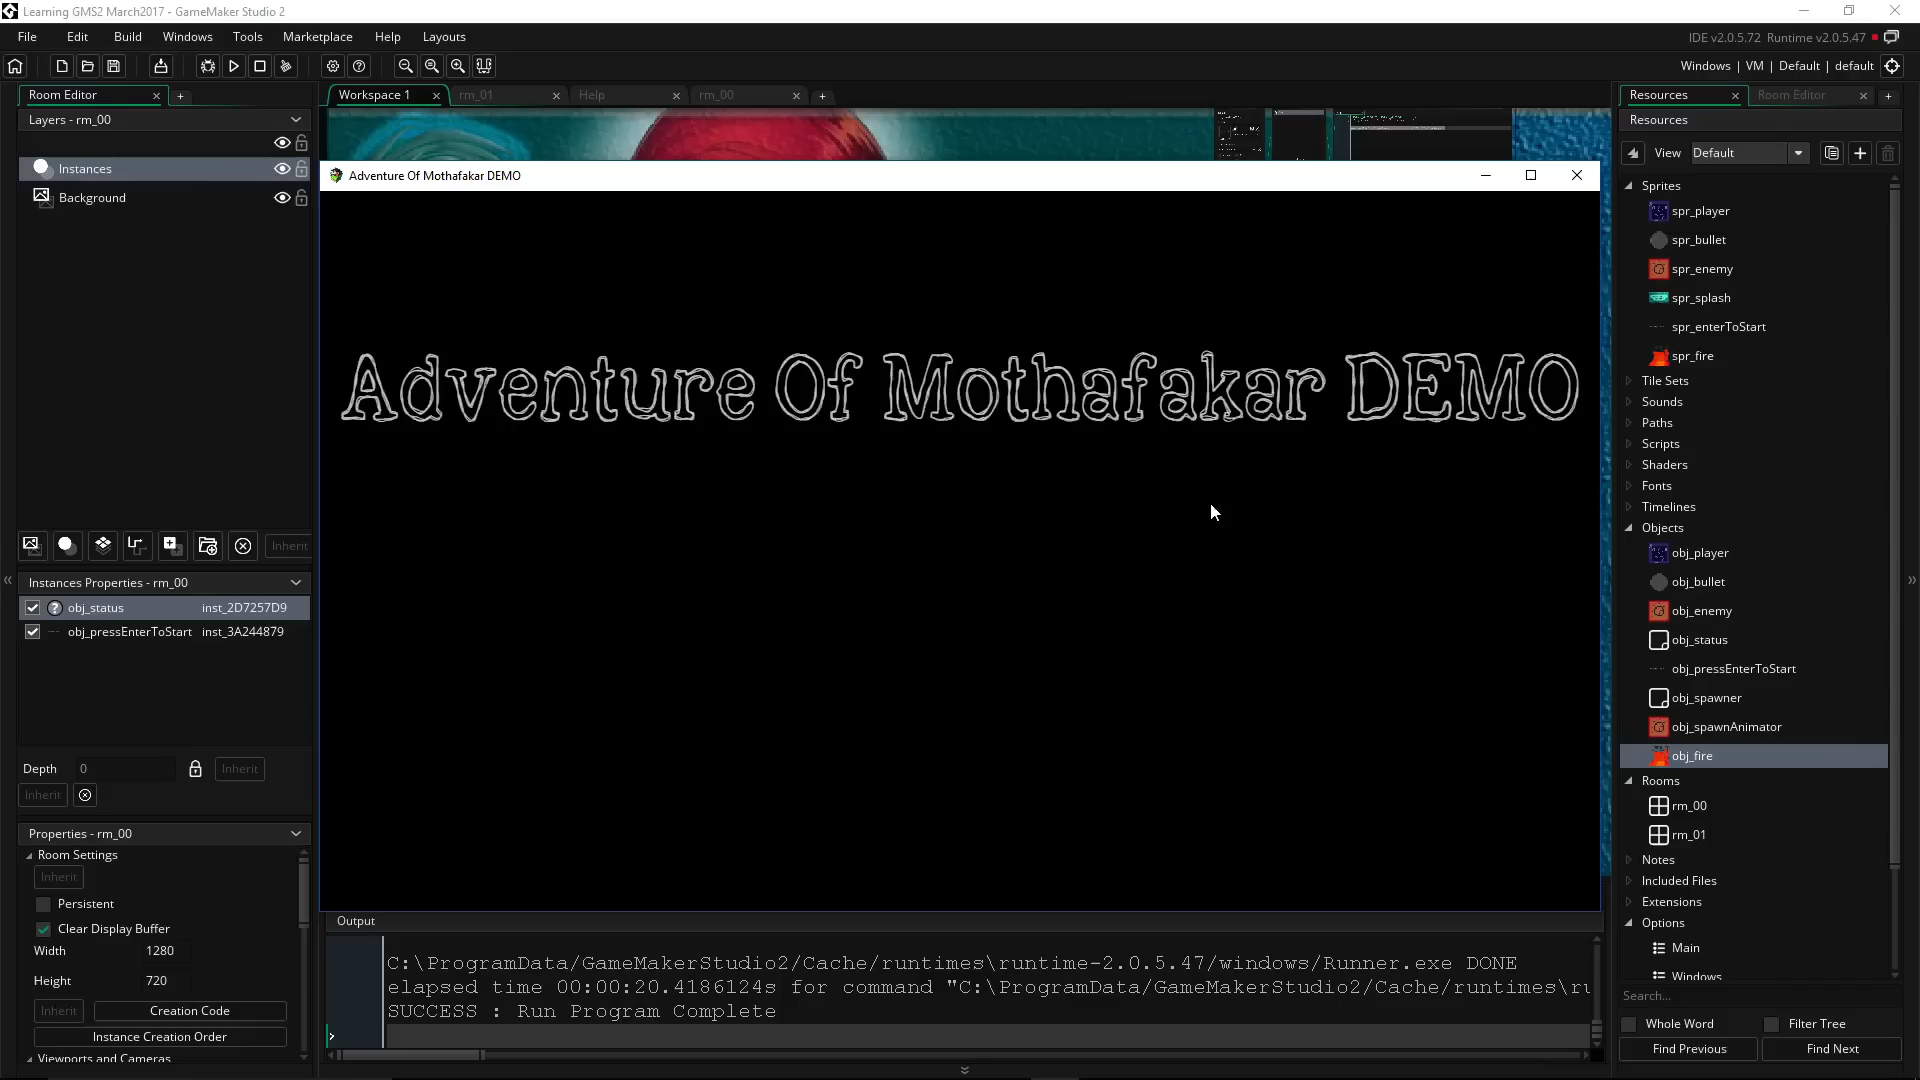 Learning GMS2 March2017 - GameMaker Studio 2
File Edit Build Windows Tools Marketplace Help Layouts
IDE v2.0.5.72 Runtime v2.0.5.47
Windows | VM | Default | default
Room Editor
Workspace 1 rm_01 Help rm_00
Resources Room Editor
Layers - rm_00
Resources
View Default
Instances
Background
Adventure Of Mothafakar DEMO
Adventure Of Mothafakar DEMO
Sprites
spr_player
spr_bullet
spr_enemy
spr_splash
spr_enterToStart
spr_fire
Tile Sets
Sounds
Paths
Scripts
Shaders
Fonts
Timelines
Objects
obj_player
obj_bullet
obj_enemy
obj_status
obj_pressEnterToStart
obj_spawner
obj_spawnAnimator
obj_fire
Rooms
rm_00
rm_01
Notes
Included Files
Extensions
Options
Main
Windows
Search...
Whole Word Filter Tree
Find Previous Find Next
Inherit
Instances Properties - rm_00
obj_status inst_2D7257D9
obj_pressEnterToStart inst_3A244879
Depth 0 Inherit
Inherit
Properties - rm_00
Room Settings
Inherit
Persistent
Clear Display Buffer
Width 1280
Height 720
Inherit Creation Code
Instance Creation Order
Viewports and Cameras
Output
C:\ProgramData/GameMakerStudio2/Cache/runtimes\runtime-2.0.5.47/windows/Runner.exe DONE
elapsed time 00:00:20.4186124s for command "C:\ProgramData/GameMakerStudio2/Cache/runtimes\ru
SUCCESS : Run Program Complete